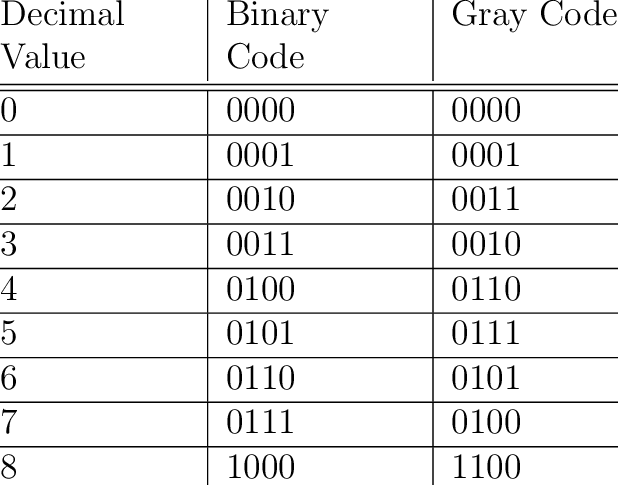 Decimal Value | Binary Code | Gray Code
0 | 0000 | 0000
1 | 0001 | 0001
2 | 0010 | 0011
3 | 0011 | 0010
4 | 0100 | 0110
5 | 0101 | 0111
6 | 0110 | 0101
7 | 0111 | 0100
8 | 1000 | 1100